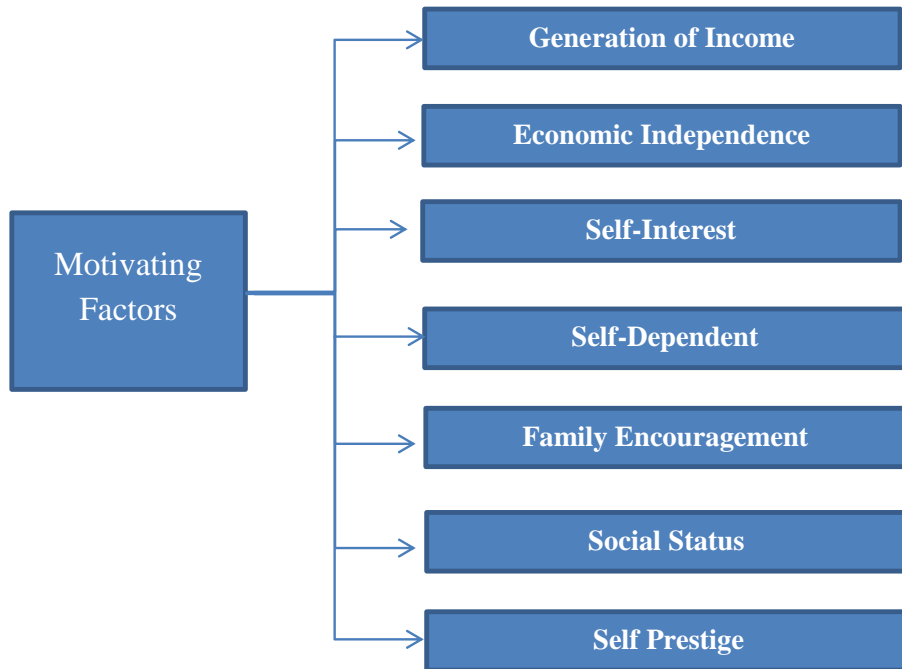 Generation of Income
Economic Independence
Self-Interest
Motivating
Factors
Self-Dependent
Family Encouragement
Social Status
Self Prestige